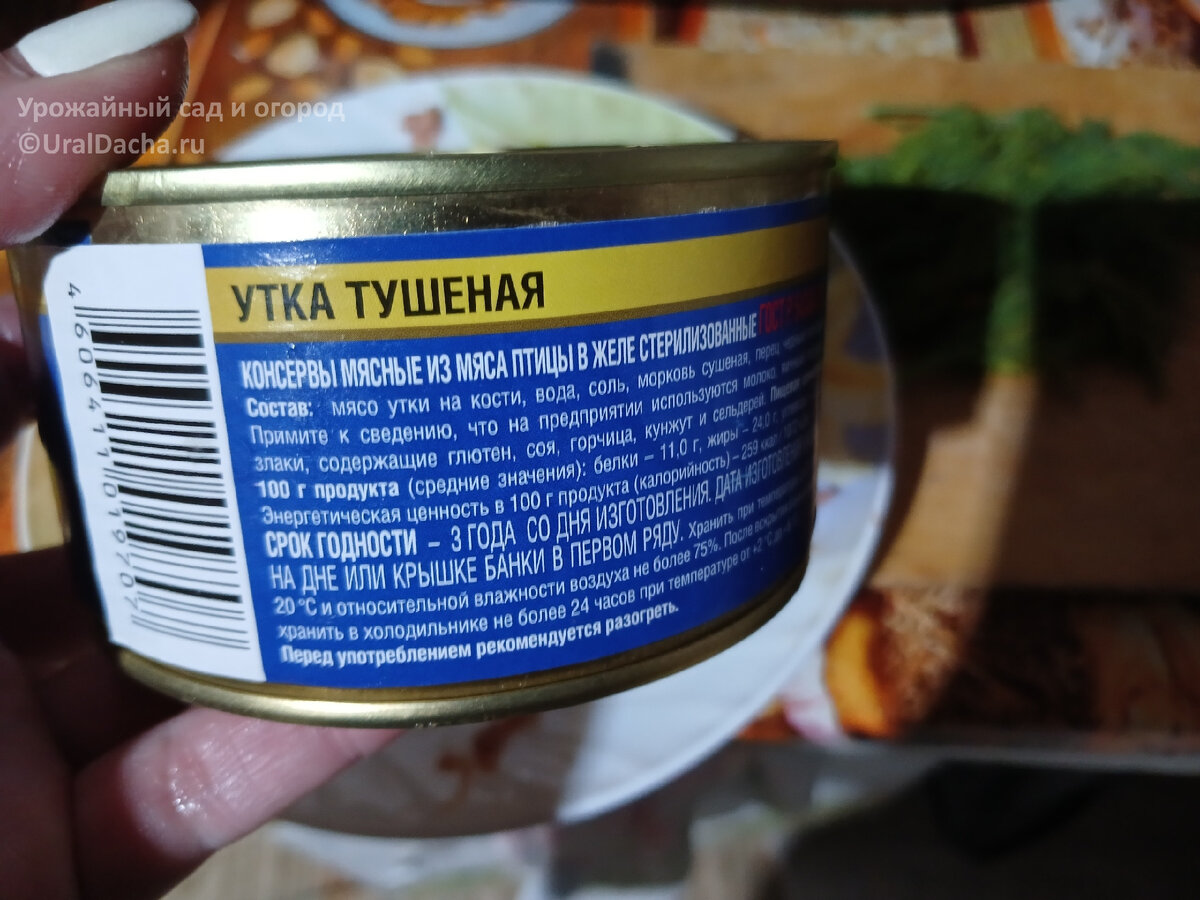 Урожайный сад и огород
©UralDacha.ru
УТКА ТУШЕНАЯ
КОНСЕРВЫ МЯСНЫЕ ИЗ МЯСА ПТИЦЫ В ЖЕЛЕ СТЕРИЛИЗОВАННЫЕ ГОСТ Р
Состав: мясо утки на кости, вода, соль, морковь сушеная, перец
Примите к сведению, что на предприятии используются молоко,
злаки, содержащие глютен, соя, горчица, кунжут и сельдерей. Пищевая
100 г продукта (средние значения): белки – 11,0 г, жиры – 24,0 г,
Энергетическая ценность в 100 г продукта (калорийность) – 259 ккал
СРОК ГОДНОСТИ – 3 ГОДА СО ДНЯ ИЗГОТОВЛЕНИЯ. ДАТА ИЗГОТОВЛЕНИЯ
НА ДНЕ ИЛИ КРЫШКЕ БАНКИ В ПЕРВОМ РЯДУ. Хранить при температуре
20 °С и относительной влажности воздуха не более 75%. После вскрытия
хранить в холодильнике не более 24 часов при температуре от +2 °С до
Перед употреблением рекомендуется разогреть.
4 606411 019707